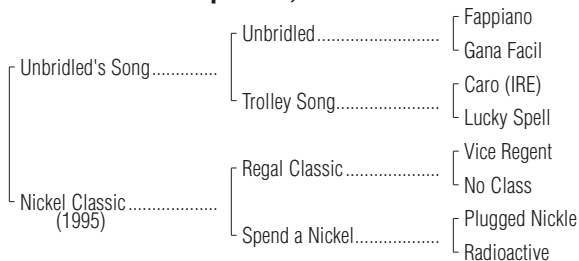 Fappiano
Unbridled
Gana Facil
Unbridled's Song
Caro (IRE)
Trolley Song
Lucky Spell
Vice Regent
Regal Classic
No Class
Nickel Classic
(1995)
Plugged Nickle
Spend a Nickel
Radioactive